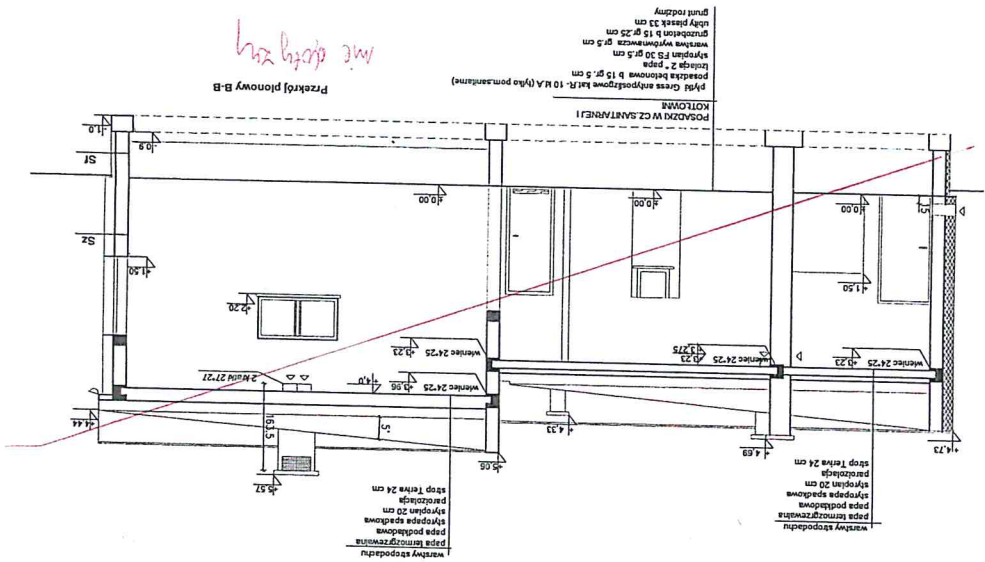 warstwy stropodachu
papa termozgrzewalna
papa podkładowa
styropapa spadkowa
styropian 20 cm
paroizolacja
strop Teriva 24 cm
warstwy stropodachu
papa termozgrzewalna
papa podkładowa
styropapa spadkowa
styropian 20 cm
paroizolacja
strop Teriva 24 cm
+5.57
+5.06
+4.73
+4.69
+4.33
+4.44
163,5
5°
2 kratki 27*27
+4,0
+3.96
wieniec 24*25
wieniec 24*25
+3.23
wieniec 24*25
+3.23
+3.275
wieniec 24*25
+3.23
+2.20
+1.50
+1.50
Sz
±0.00
±0.00
±0.00
15
Sf
-0.9
-1.0
POSADZKI W CZ.SANITARNEJ I
KOTŁOWNI
płytki Gress antypoślizgowe kat.R- 10 kl.A (tylko pom.sanitarne)
posadzka betonowa b 15 gr. 5 cm
izolacja 2 * papa
styropian FS 30 gr.5 cm
warstwa wyrównawcza gr.5 cm
gruzobeton b 15 gr.25 cm
ubity piasek 33 cm
grunt rodzimy
Przekrój pionowy B-B
nie dotyczy